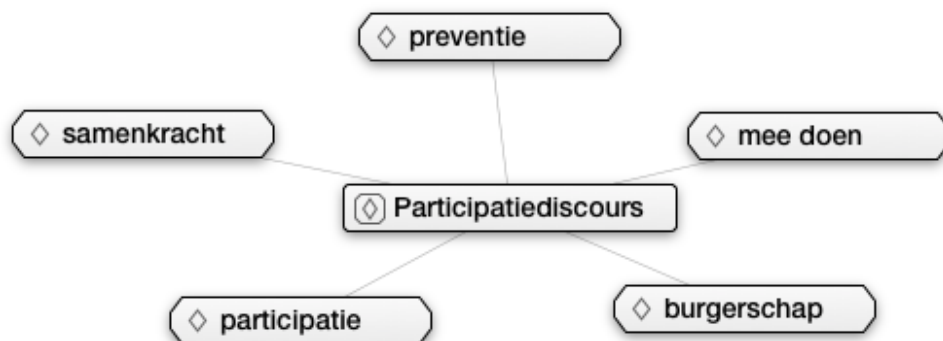 preventie
samenkracht
mee doen
Participatiediscours
participatie
burgerschap